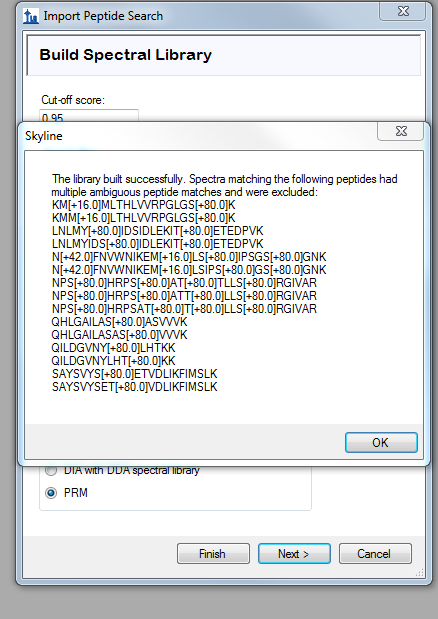 Import Peptide Search
Build Spectral Library
Cut-off score:
0.95
Skyline
The library built successfully. Spectra matching the following peptides had
multiple ambiguous peptide matches and were excluded:
KM[+16.0]MLTHLVVRPGLGS[+80.0]K
KMM[+16.0]LTHLVVRPGLGS[+80.0]K
LNLMY[+80.0]IDSIDLEKIT[+80.0]ETEDPVK
LNLMYIDS[+80.0]IDLEKIT[+80.0]ETEDPVK
N[+42.0]FNVWNIKEM[+16.0]LS[+80.0]IPSGS[+80.0]GNK
N[+42.0]FNVWNIKEM[+16.0]LSIPS[+80.0]GS[+80.0]GNK
NPS[+80.0]HRPS[+80.0]AT[+80.0]TLLS[+80.0]RGIVAR
NPS[+80.0]HRPS[+80.0]ATT[+80.0]LLS[+80.0]RGIVAR
NPS[+80.0]HRPSAT[+80.0]T[+80.0]LLS[+80.0]RGIVAR
QHLGAILAS[+80.0]ASVVVK
QHLGAILASAS[+80.0]VVVK
QILDGVNY[+80.0]LHTKK
QILDGVNYLHT[+80.0]KK
SAYSVYS[+80.0]ETVDLIKFIMSLK
SAYSVYSET[+80.0]VDLIKFIMSLK
OK
DIA with DDA spectral library
PRM
Finish
Next >
Cancel